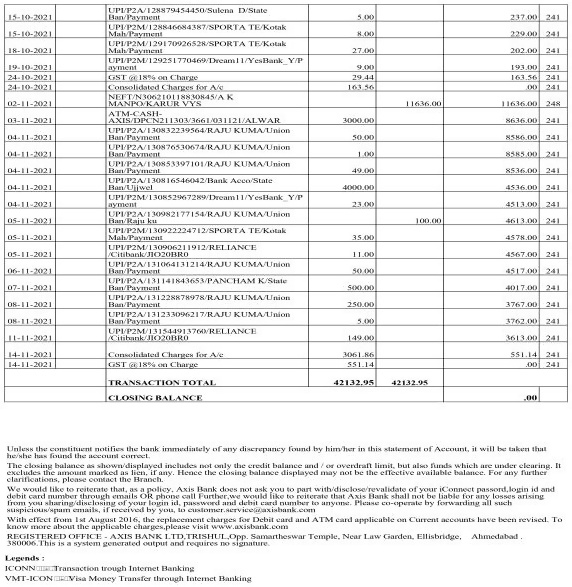 15-10-2021 UPI/P2A/128879454450/Sulena D/State Ban/Payment 5.00 237.00 241
15-10-2021 UPI/P2M/128846684387/SPORTA TE/Kotak Mah/Payment 8.00 229.00 241
18-10-2021 UPI/P2M/129170926528/SPORTA TE/Kotak Mah/Payment 27.00 202.00 241
19-10-2021 UPI/P2M/129251770469/Dream11/YesBank_Y/P ayment 9.00 193.00 241
24-10-2021 GST @18% on Charge 29.44 163.56 241
24-10-2021 Consolidated Charges for A/c 163.56 .00 241
02-11-2021 NEFT/N306210118830845/A K MANPO/KARUR VYS 11636.00 11636.00 248
03-11-2021 ATM-CASH-AXIS/DPCN211303/3661/031121/ALWAR 3000.00 8636.00 241
04-11-2021 UPI/P2A/130832239564/RAJU KUMA/Union Ban/Payment 50.00 8586.00 241
04-11-2021 UPI/P2A/130876530674/RAJU KUMA/Union Ban/Payment 1.00 8585.00 241
04-11-2021 UPI/P2A/130853397101/RAJU KUMA/Union Ban/Payment 49.00 8536.00 241
04-11-2021 UPI/P2A/130816546042/Bank Acco/State Ban/Ujjwel 4000.00 4536.00 241
04-11-2021 UPI/P2M/130852967289/Dream11/YesBank_Y/P ayment 23.00 4513.00 241
05-11-2021 UPI/P2A/130982177154/RAJU KUMA/Union Ban/Raju ku 100.00 4613.00 241
05-11-2021 UPI/P2M/130922224712/SPORTA TE/Kotak Mah/Payment 35.00 4578.00 241
05-11-2021 UPI/P2M/130906211912/RELIANCE /Citibank/JIO20BR0 11.00 4567.00 241
06-11-2021 UPI/P2A/131064131214/RAJU KUMA/Union Ban/Payment 50.00 4517.00 241
07-11-2021 UPI/P2A/131141843653/PANCHAM K/State Ban/Payment 500.00 4017.00 241
08-11-2021 UPI/P2A/131228878978/RAJU KUMA/Union Ban/Payment 250.00 3767.00 241
08-11-2021 UPI/P2A/131233096217/RAJU KUMA/Union Ban/Payment 5.00 3762.00 241
11-11-2021 UPI/P2M/131544913760/RELIANCE /Citibank/JIO20BR0 149.00 3613.00 241
14-11-2021 Consolidated Charges for A/c 3061.86 551.14 241
14-11-2021 GST @18% on Charge 551.14 .00 241
TRANSACTION TOTAL 42132.95 42132.95
CLOSING BALANCE .00
Unless the constituent notifies the bank immediately of any discrepancy found by him/her in this statement of Account, it will be taken that
he/she has found the account correct.
The closing balance as shown/displayed includes not only the credit balance and / or overdraft limit, but also funds which are under clearing. It
excludes the amount marked as lien, if any. Hence the closing balance displayed may not be the effective available balance. For any further
clarifications, please contact the Branch.
We would like to reiterate that, as a policy, Axis Bank does not ask you to part with/disclose/revalidate of your iConnect passord,login id and
debit card number through emails OR phone call Further,we would like to reiterate that Axis Bank shall not be liable for any losses arising
from you sharing/disclosing of your login id, password and debit card number to anyone. Please co-operate by forwarding all such
suspicious/spam emails, if received by you, to customer.service@axisbank.com
With effect from 1st August 2016, the replacement charges for Debit card and ATM card applicable on Current accounts have been revised. To
know more about the applicable charges,please visit www.axisbank.com
REGISTERED OFFICE - AXIS BANK LTD,TRISHUL,Opp. Samartheswar Temple, Near Law Garden, Ellisbridge, Ahmedabad .
380006.This is a system generated output and requires no signature.
Legends :
ICONN Transaction trough Internet Banking
VMT-ICON Visa Money Transfer through Internet Banking